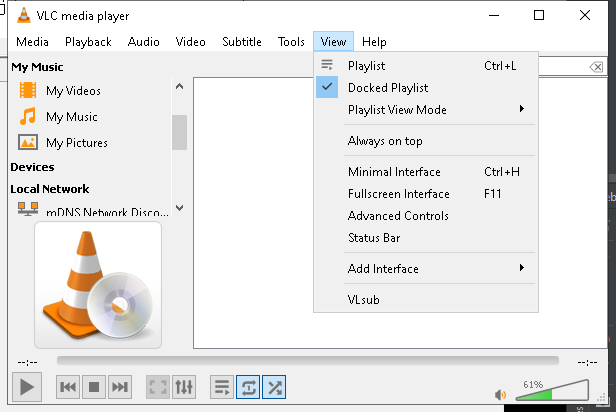 VLC media player
Media Playback Audio Video Subtitle Tools View Help
My Music
My Videos
My Music
My Pictures
Devices
Local Network
mDNS Network Disco...
Playlist Ctrl+L
Docked Playlist
Playlist View Mode
Always on top
Minimal Interface Ctrl+H
Fullscreen Interface F11
Advanced Controls
Status Bar
Add Interface
VLsub
--:-- --:--
61%